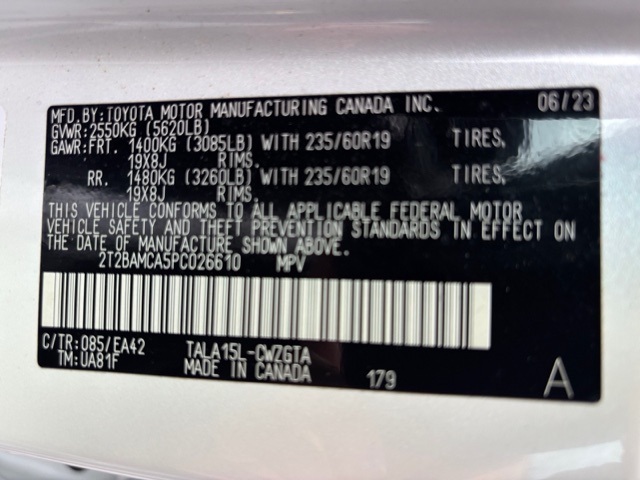 MFD.BY:TOYOTA MOTOR MANUFACTURING CANADA INC. 06/23
GVWR:2550KG (5620LB)
GAWR:FRT. 1400KG (3085LB) WITH 235/60R19 TIRES,
19X8J RIMS.
RR. 1480KG (3260LB) WITH 235/60R19 TIRES,
19X8J RIMS.
THIS VEHICLE CONFORMS TO ALL APPLICABLE FEDERAL MOTOR
VEHICLE SAFETY AND THEFT PREVENTION STANDARDS IN EFFECT ON
THE DATE OF MANUFACTURE SHOWN ABOVE.
2T2BAMCA5PC026610 MPV
C/TR:085/EA42 TALA15L-CWZGTA
TM:UA81F MADE IN CANADA 179 A